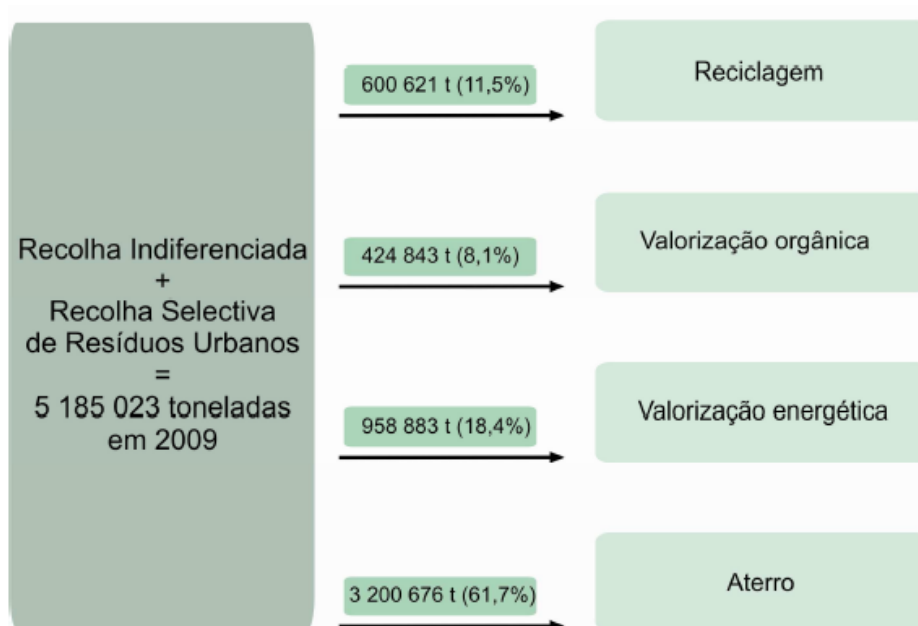 Recolha Indiferenciada
+
Recolha Selectiva
de Resíduos Urbanos
=
5 185 023 toneladas
em 2009
600 621 t (11,5%)
Reciclagem
424 843 t (8,1%)
Valorização orgânica
958 883 t (18,4%)
Valorização energética
3 200 676 t (61,7%)
Aterro